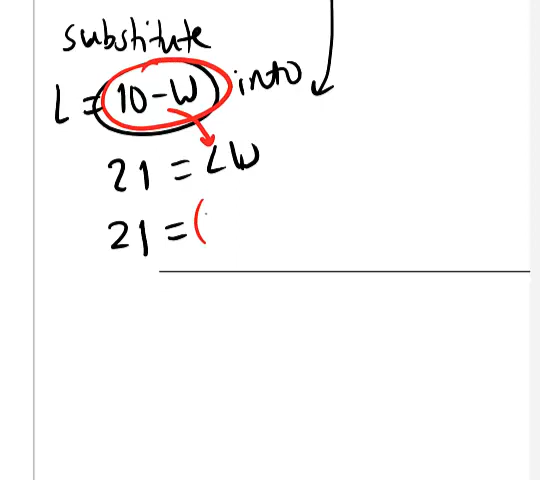 substitute
L = 10-W into
21 = LW
21 = (